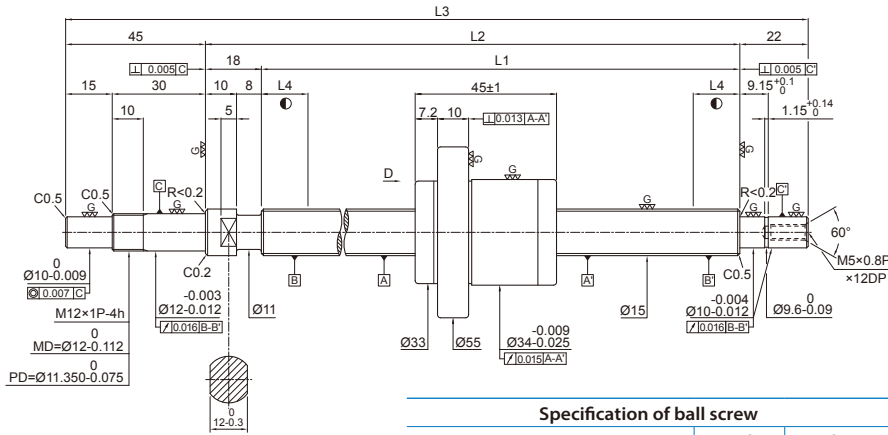 L3
45
L2
22
⊥ 0.005 C
18
L1
⊥ 0.005 C'
15
30
10
8
L4
45±1
L4
9.15 +0.1 0
10
5
7.2
10
⊥ 0.013 A-A'
1.15 +0.14 0
G
G
G
D
C0.5
C0.5
C
R<0.2
G
G
G
G
R<0.2
C'
G
G
60°
C0.2
C0.5
M5×0.8P
×12DP
B
A
A'
B'
0
Ø10-0.009
◎ 0.007 C
-0.003
Ø12-0.012
↗ 0.016 B-B'
Ø11
Ø33
Ø55
-0.009
Ø34-0.025
↗ 0.015 A-A'
Ø15
-0.004
Ø10-0.012
↗ 0.016 B-B'
0
Ø9.6-0.09
M12×1P-4h
0
MD=Ø12-0.112
0
PD=Ø11.350-0.075
0
12-0.3
Specification of ball screw